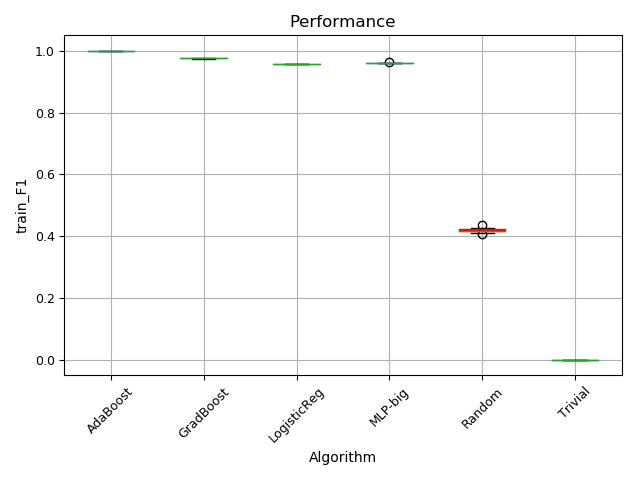 Performance
1.0
0.8
0.6
0.4
0.2
0.0
train_F1
AdaBoost
GradBoost
LogisticReg
MLP-big
Random
Trivial
Algorithm